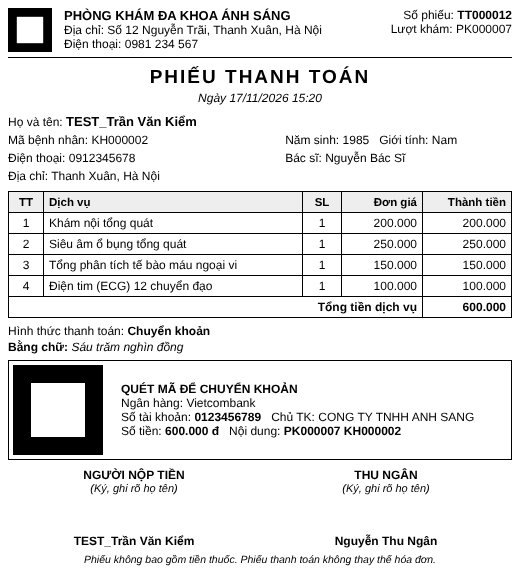 PHÒNG KHÁM ĐA KHOA ÁNH SÁNG
Địa chỉ: Số 12 Nguyễn Trãi, Thanh Xuân, Hà Nội
Điện thoại: 0981 234 567
Số phiếu: TT000012
Lượt khám: PK000007
PHIẾU THANH TOÁN
Ngày 17/11/2026 15:20
Họ và tên: TEST_Trần Văn Kiểm
Mã bệnh nhân: KH000002 Năm sinh: 1985 Giới tính: Nam
Điện thoại: 0912345678 Bác sĩ: Nguyễn Bác Sĩ
Địa chỉ: Thanh Xuân, Hà Nội
TT Dịch vụ SL Đơn giá Thành tiền
1 Khám nội tổng quát 1 200.000 200.000
2 Siêu âm ổ bụng tổng quát 1 250.000 250.000
3 Tổng phân tích tế bào máu ngoại vi 1 150.000 150.000
4 Điện tim (ECG) 12 chuyển đạo 1 100.000 100.000
Tổng tiền dịch vụ 600.000
Hình thức thanh toán: Chuyển khoản
Bằng chữ: Sáu trăm nghìn đồng
QUÉT MÃ ĐỂ CHUYỂN KHOẢN
Ngân hàng: Vietcombank
Số tài khoản: 0123456789 Chủ TK: CONG TY TNHH ANH SANG
Số tiền: 600.000 đ Nội dung: PK000007 KH000002
NGƯỜI NỘP TIỀN THU NGÂN
(Ký, ghi rõ họ tên) (Ký, ghi rõ họ tên)
TEST_Trần Văn Kiểm Nguyễn Thu Ngân
Phiếu không bao gồm tiền thuốc. Phiếu thanh toán không thay thế hóa đơn.